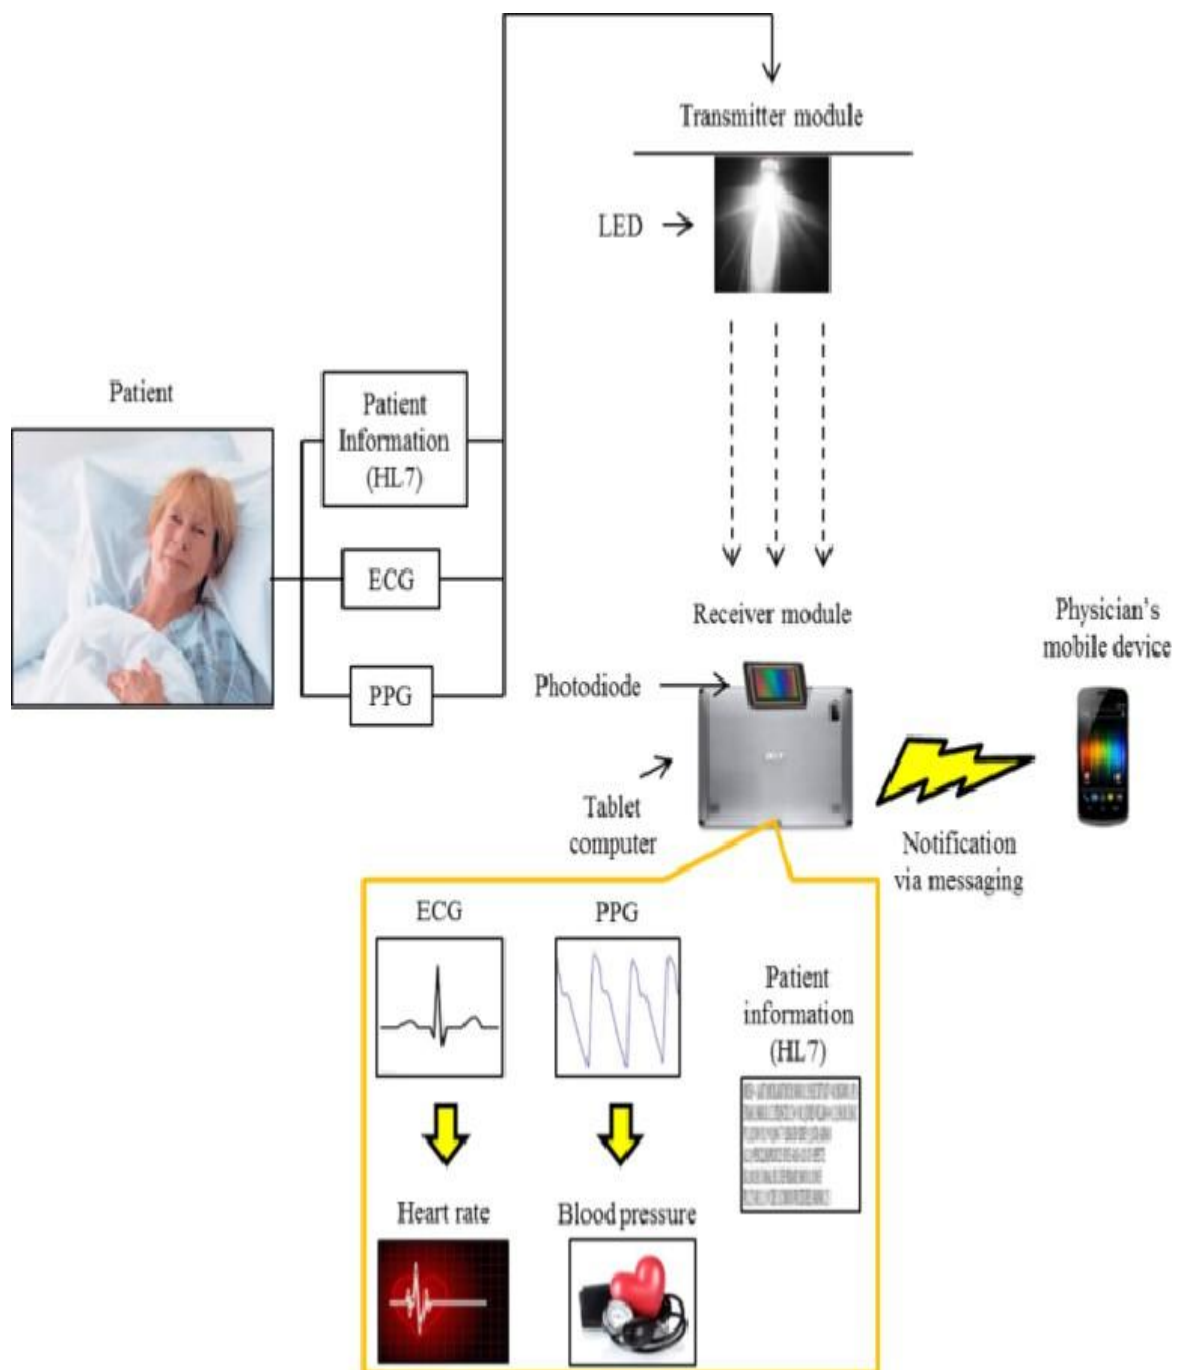 Transmitter module
LED
Patient
Patient
Information
(HL7)
ECG
PPG
Receiver module
Photodiode
Physician's
mobile device
Tablet
computer
Notification
via messaging
ECG
PPG
Patient
information
(HL7)
Heart rate
Blood pressure